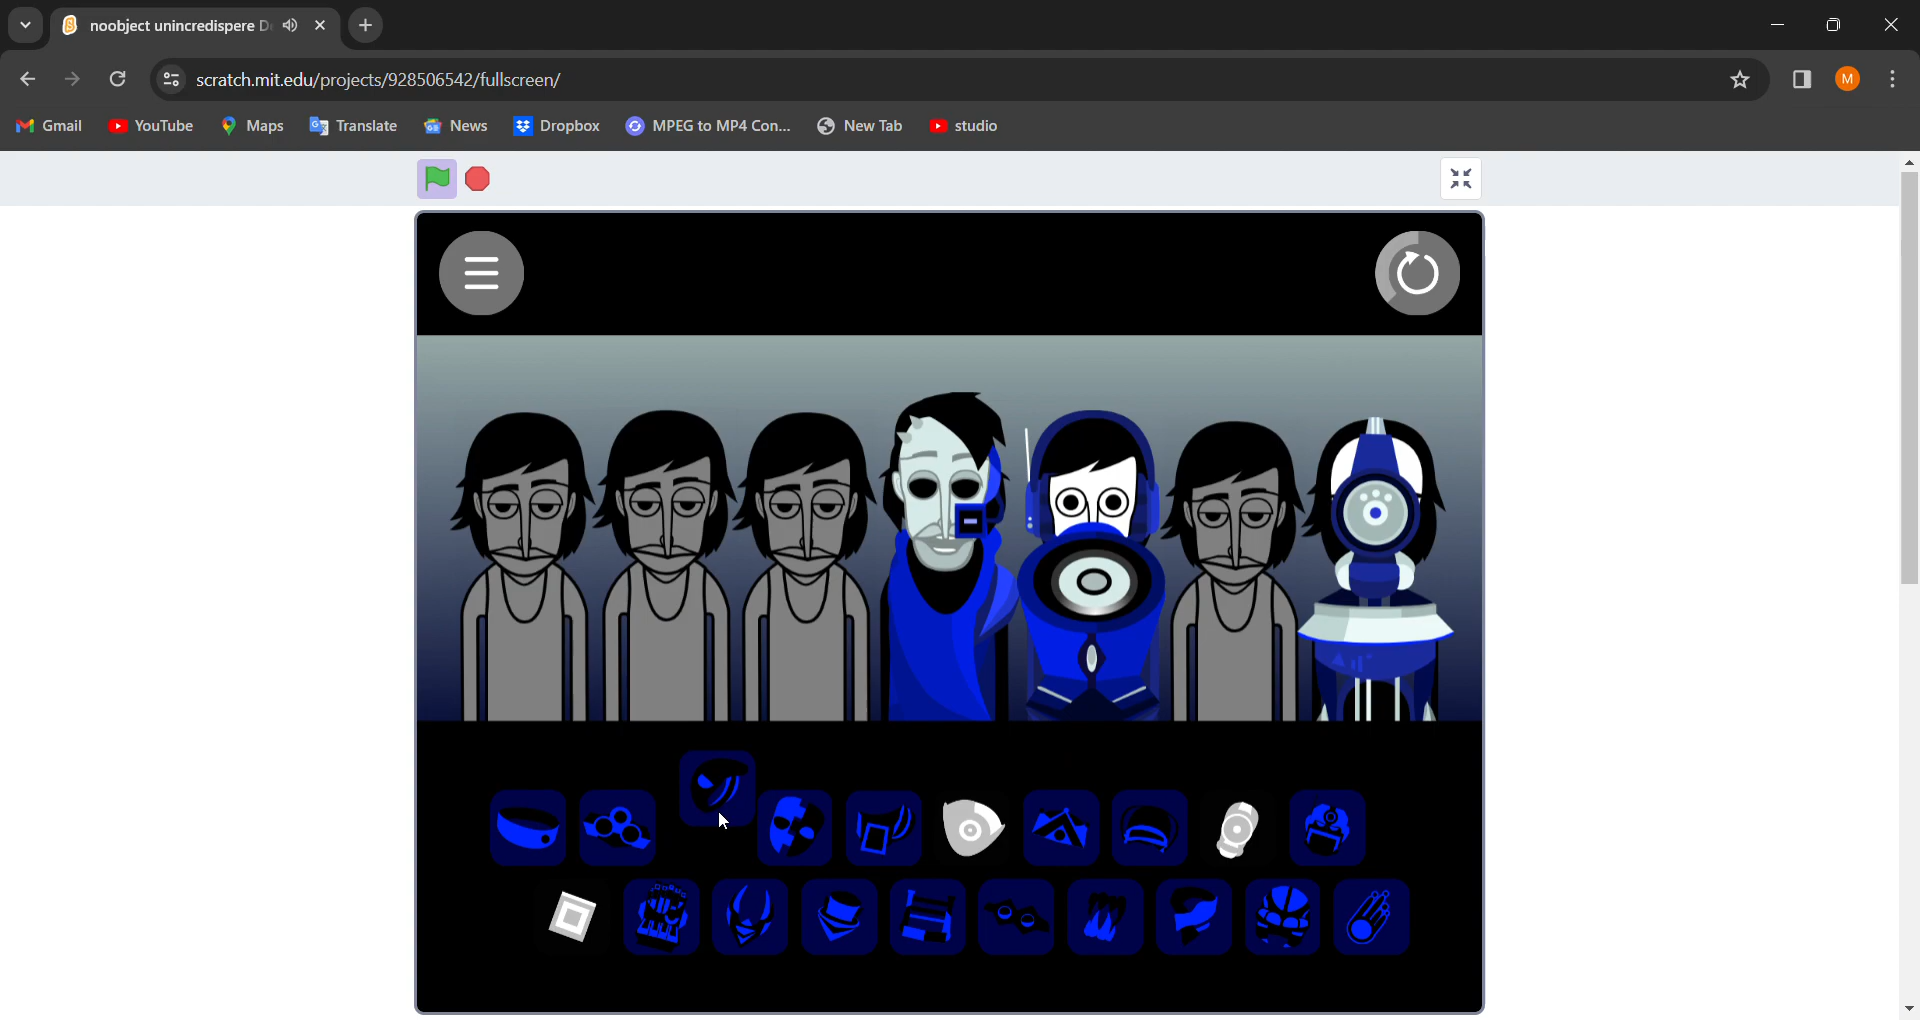 noobject unincredispere D
scratch.mit.edu/projects/928506542/fullscreen/
M
Gmail
YouTube
Maps
Translate
News
Dropbox
MPEG to MP4 Con...
New Tab
studio